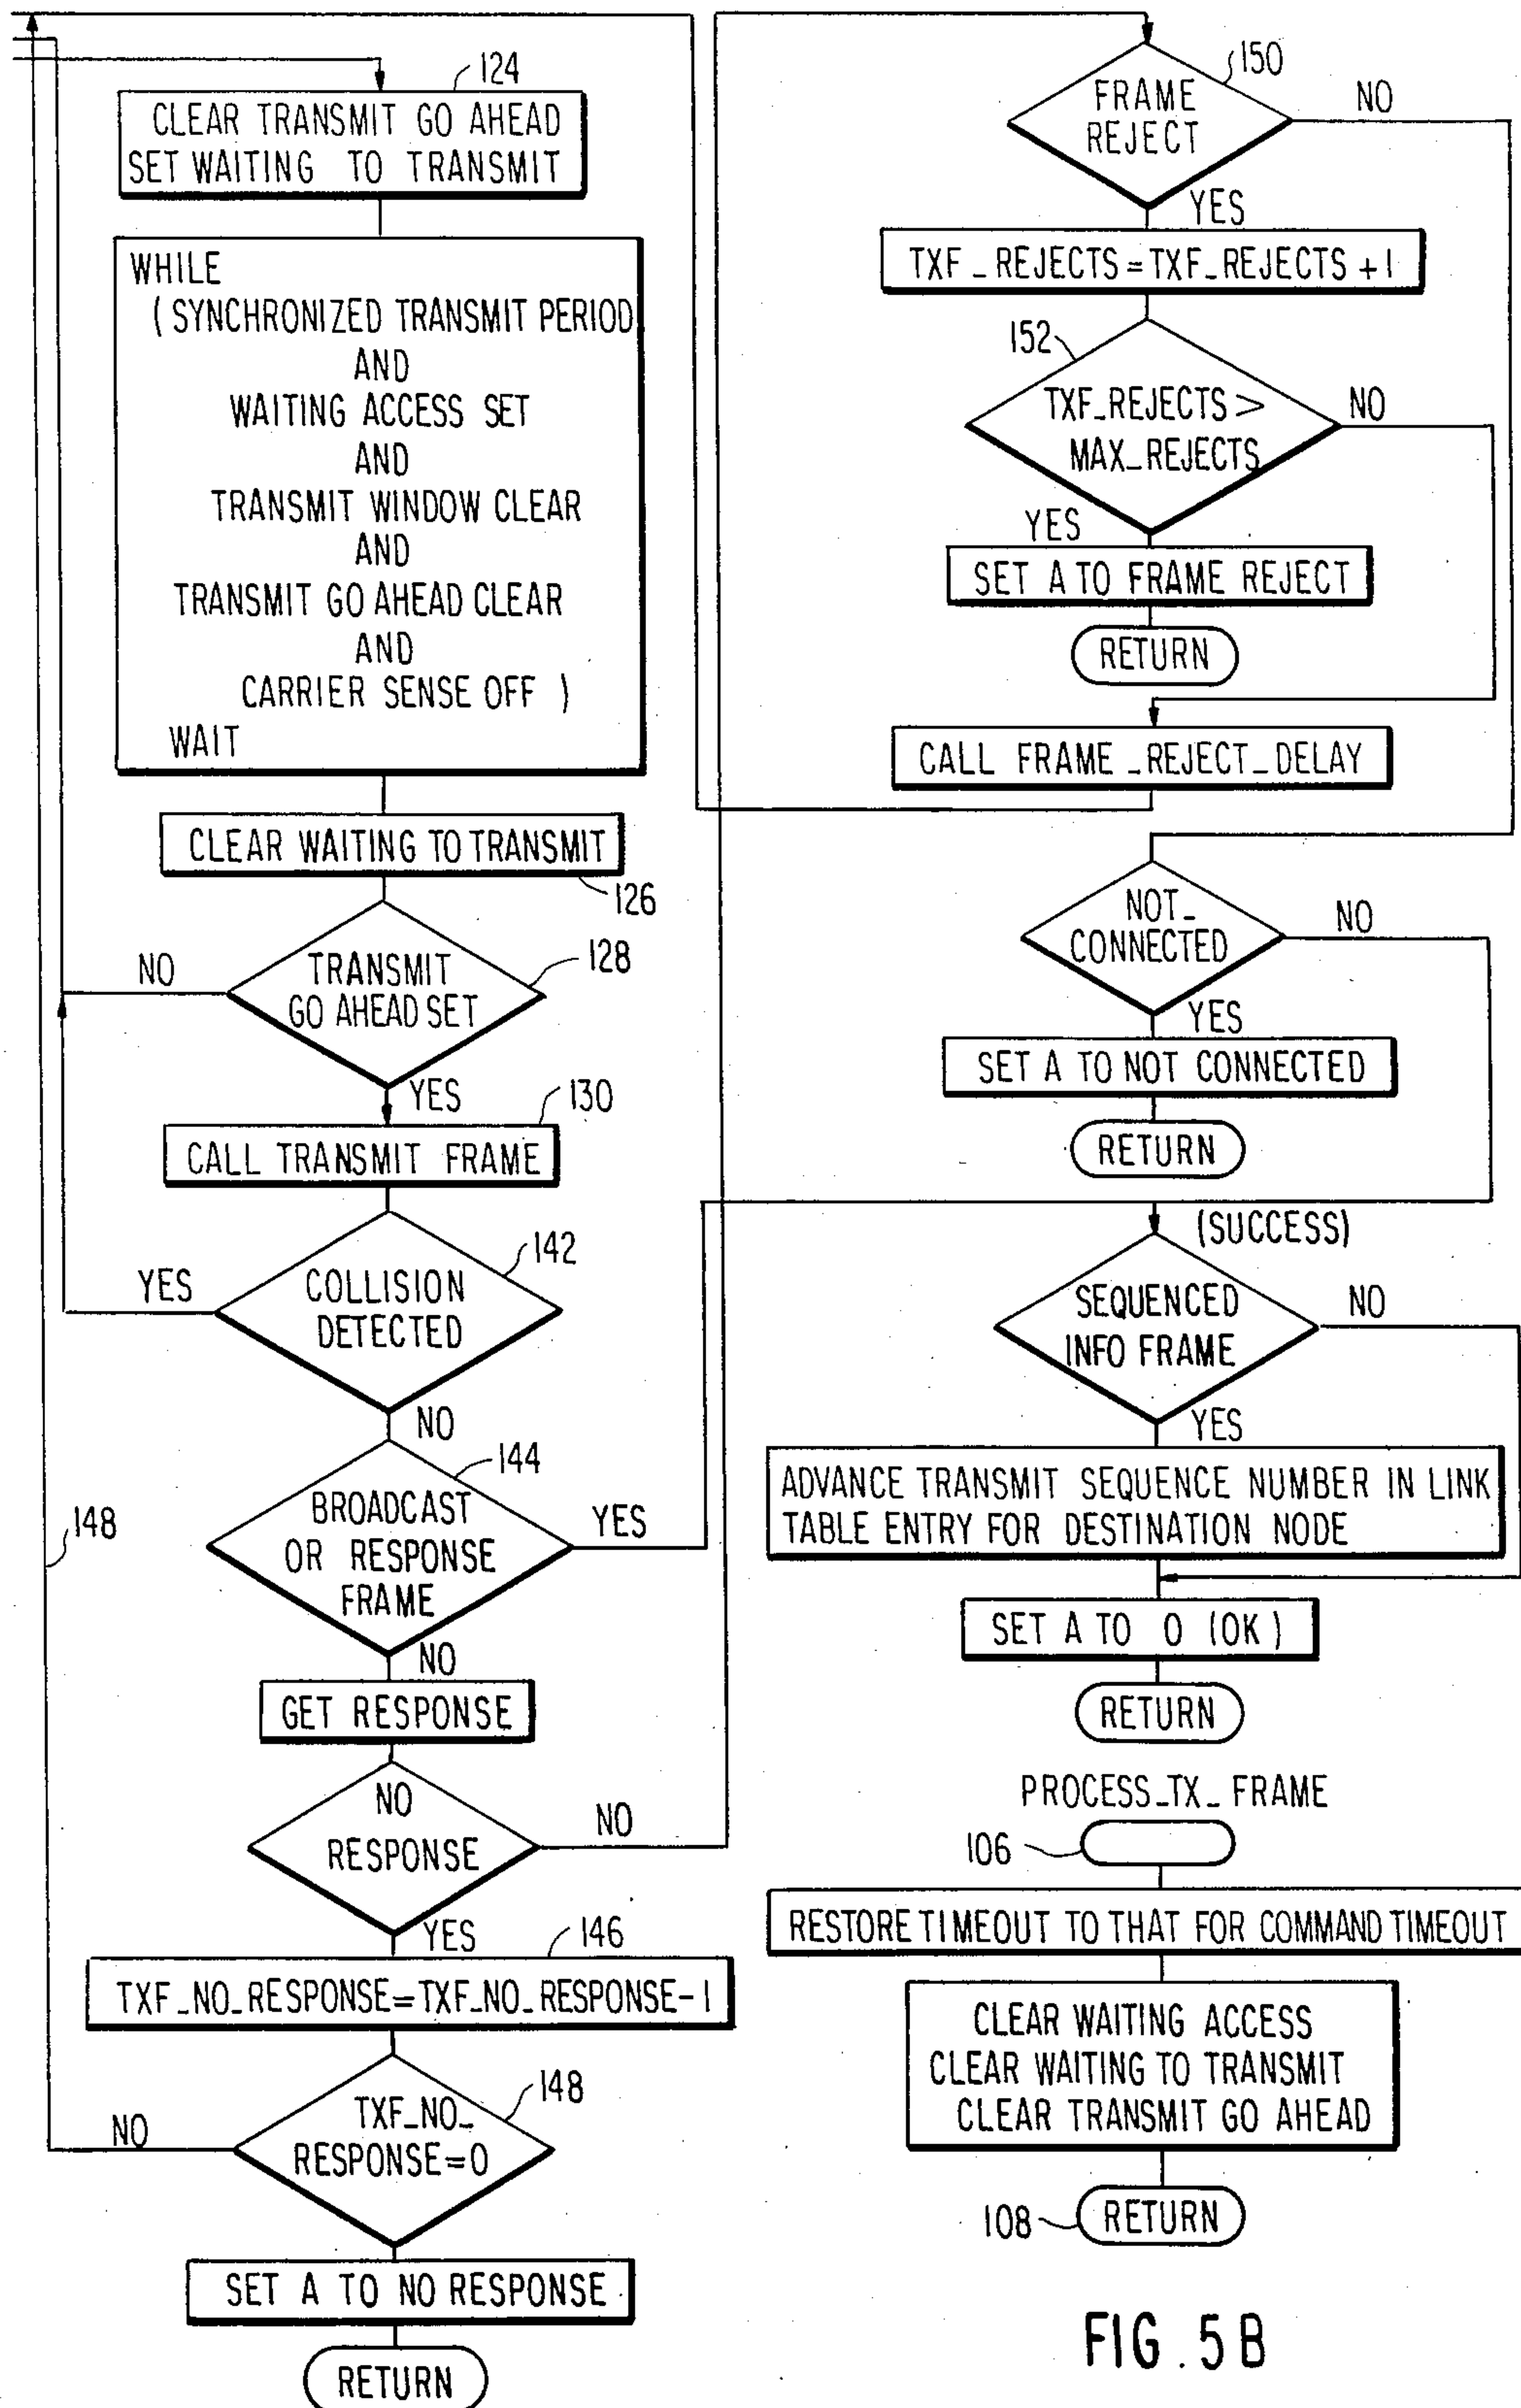 124
CLEAR TRANSMIT GO AHEAD
SET WAITING TO TRANSMIT
WHILE
( SYNCHRONIZED TRANSMIT PERIOD
AND
WAITING ACCESS SET
AND
TRANSMIT WINDOW CLEAR
AND
TRANSMIT GO AHEAD CLEAR
AND
CARRIER SENSE OFF )
WAIT
CLEAR WAITING TO TRANSMIT
126
NO
TRANSMIT
GO AHEAD SET
128
YES
130
CALL TRANSMIT FRAME
142
YES
COLLISION
DETECTED
NO
144
BROADCAST
OR RESPONSE
FRAME
YES
148
NO
GET RESPONSE
NO
RESPONSE
NO
YES
146
TXF_NO_RESPONSE=TXF_NO_RESPONSE-1
148
TXF_NO_
RESPONSE=0
NO
SET A TO NO RESPONSE
RETURN
150
FRAME
REJECT
NO
YES
TXF_REJECTS=TXF_REJECTS+1
152
TXF_REJECTS >
MAX_REJECTS
NO
YES
SET A TO FRAME REJECT
RETURN
CALL FRAME_REJECT_DELAY
NOT_
CONNECTED
NO
YES
SET A TO NOT CONNECTED
RETURN
(SUCCESS)
SEQUENCED
INFO FRAME
NO
YES
ADVANCE TRANSMIT SEQUENCE NUMBER IN LINK
TABLE ENTRY FOR DESTINATION NODE
SET A TO 0 (OK)
RETURN
PROCESS_TX_FRAME
106
RESTORE TIMEOUT TO THAT FOR COMMAND TIMEOUT
CLEAR WAITING ACCESS
CLEAR WAITING TO TRANSMIT
CLEAR TRANSMIT GO AHEAD
108
RETURN
FIG. 5B